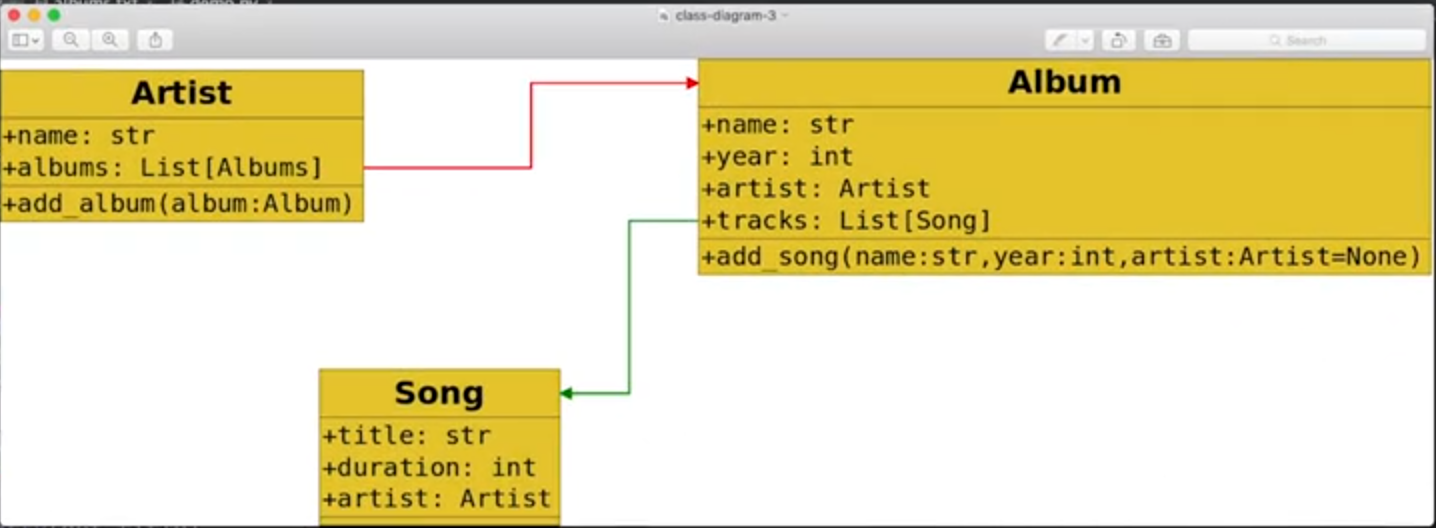 class-diagram-3
Search
Artist
+name: str
+albums: List[Albums]
+add_album(album:Album)
Album
+name: str
+year: int
+artist: Artist
+tracks: List[Song]
+add_song(name:str,year:int,artist:Artist=None)
Song
+title: str
+duration: int
+artist: Artist